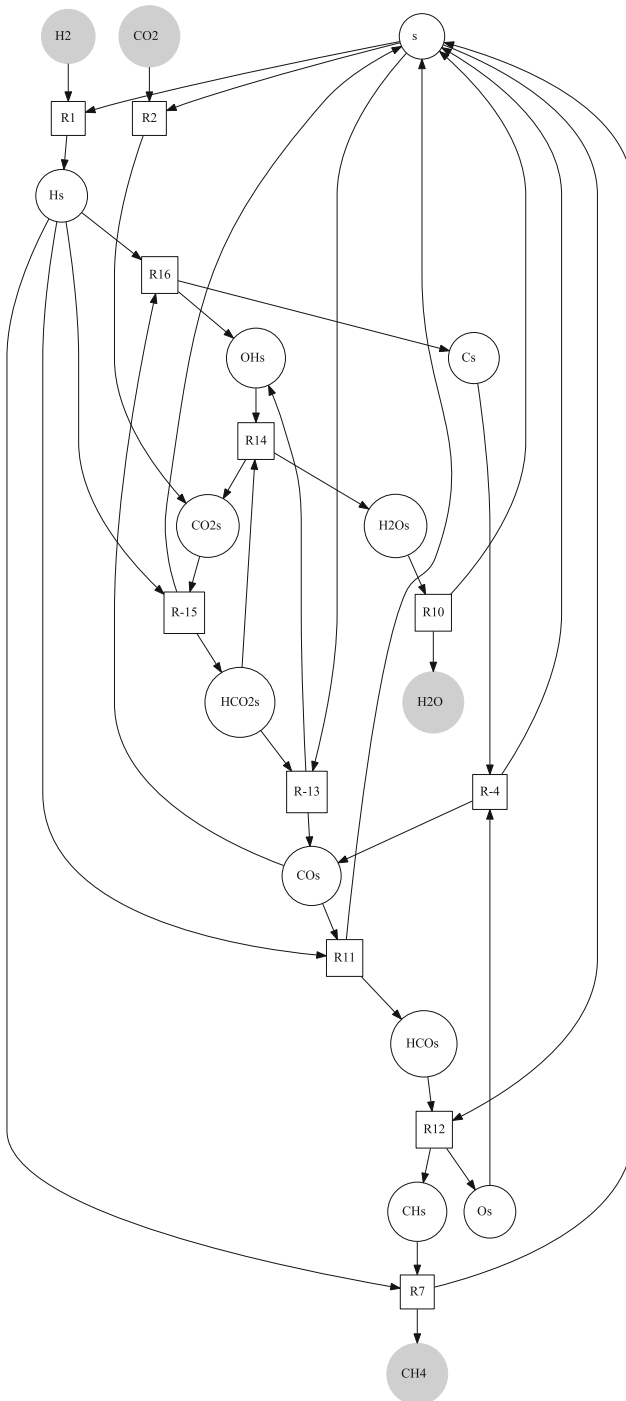 H2
CO2
s
R1
R2
Hs
R16
OHs
Cs
R14
CO2s
H2Os
R-15
R10
HCO2s
H2O
R-13
R-4
COs
R11
HCOs
R12
CHs
Os
R7
CH4